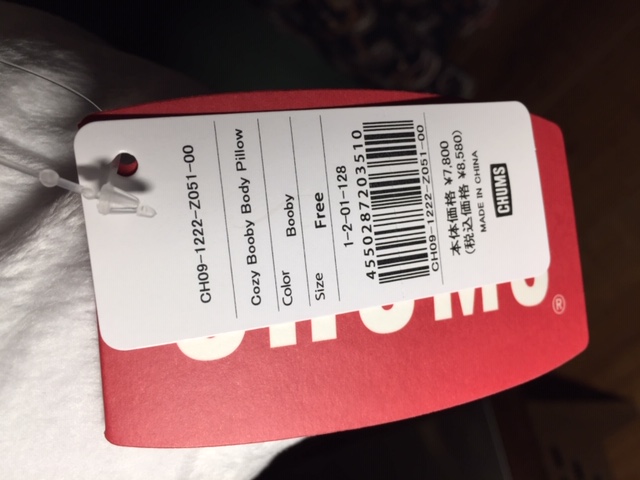 CH09-1222-Z051-00
Cozy Booby Body Pillow
Color Booby
Size Free
1-2-01-128
4550287203510
CH09-1222-Z051-00
本体価格 ¥7,800
(税込価格 ¥8,580)
MADE IN CHINA
CHUMS
CHUMS®